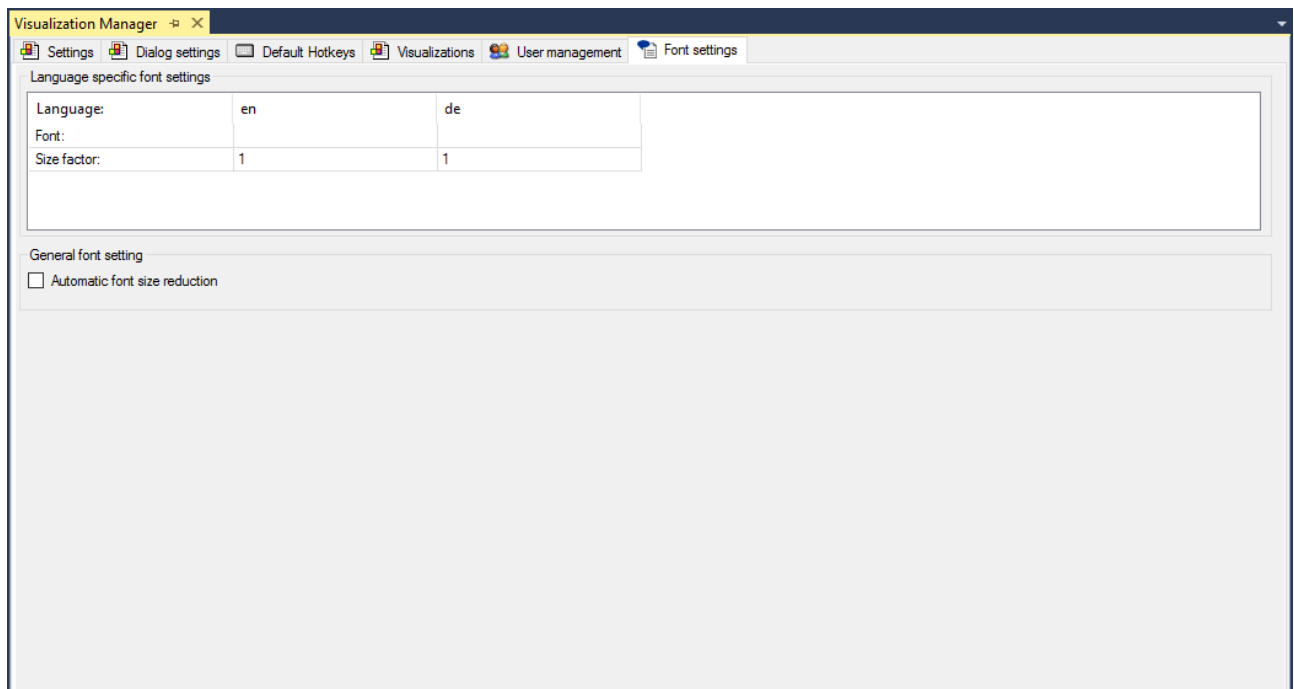 Visualization Manager
Settings Dialog settings Default Hotkeys Visualizations User management Font settings
Language specific font settings
Language: en de
Font:
Size factor: 1 1
General font setting
Automatic font size reduction